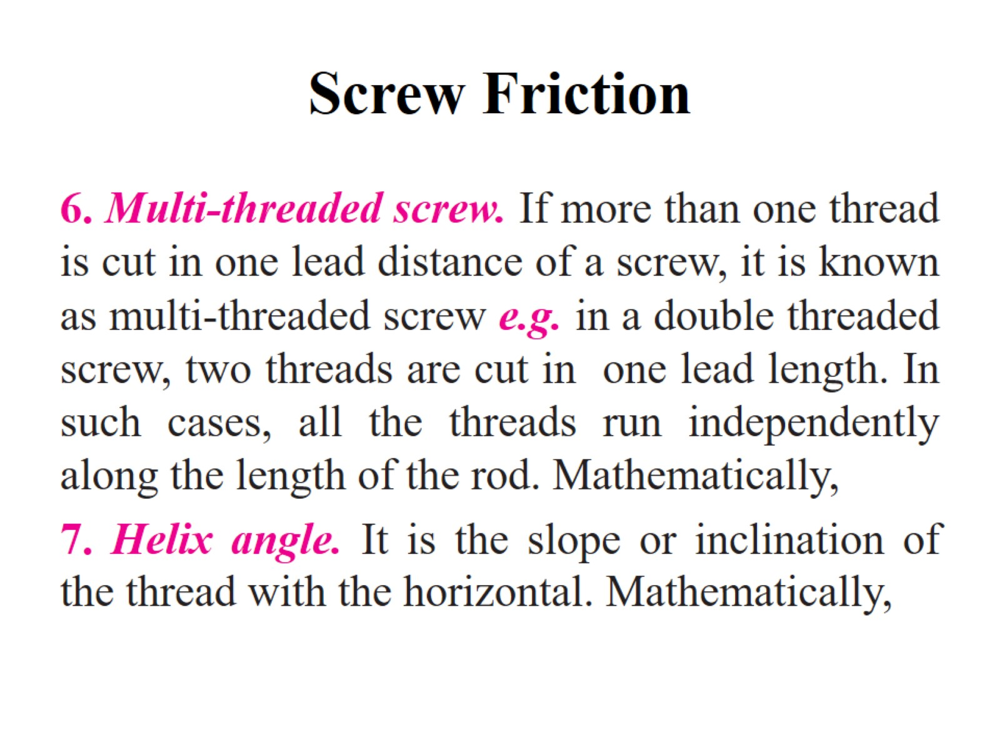 Screw Friction
6. Multi-threaded screw. If more than one thread
is cut in one lead distance of a screw, it is known
as multi-threaded screw e.g. in a double threaded
screw, two threads are cut in one lead length. In
such cases, all the threads run independently
along the length of the rod. Mathematically,
7. Helix angle. It is the slope or inclination of
the thread with the horizontal. Mathematically,